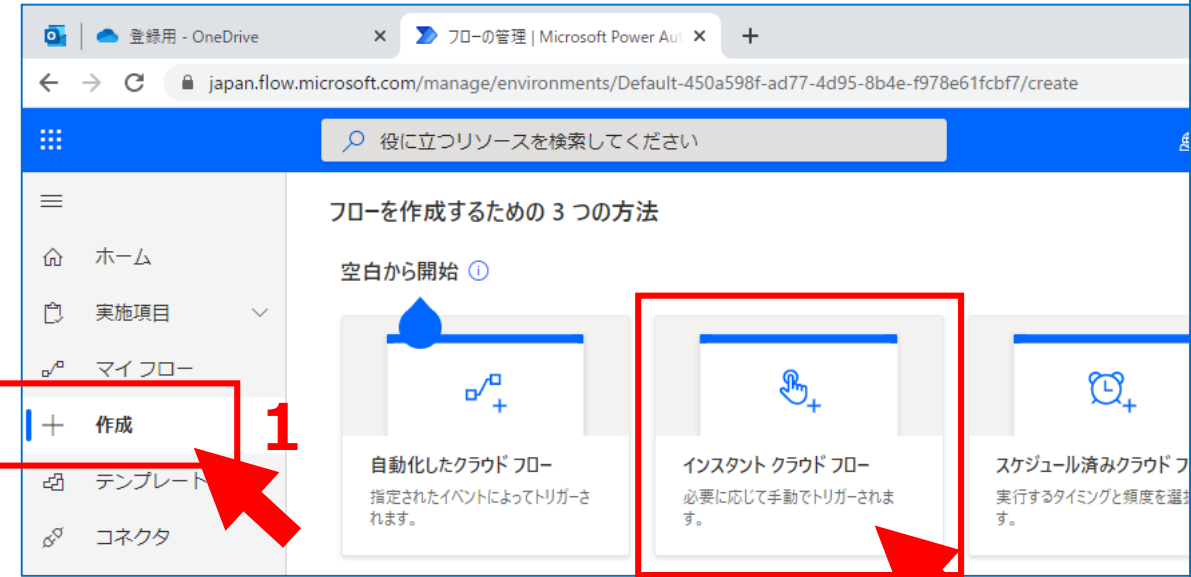 登録用 - OneDrive
フローの管理 | Microsoft Power Aut
japan.flow.microsoft.com/manage/environments/Default-450a598f-ad77-4d95-8b4e-f978e61fcbf7/create
役に立つリソースを検索してください
フローを作成するための 3 つの方法
ホーム
空白から開始
実施項目
マイ フロー
作成
1
テンプレート
コネクタ
自動化したクラウド フロー
指定されたイベントによってトリガーさ
れます。
インスタント クラウド フロー
必要に応じて手動でトリガーされま
す。
スケジュール済みクラウド フ
実行するタイミングと頻度を選
す。